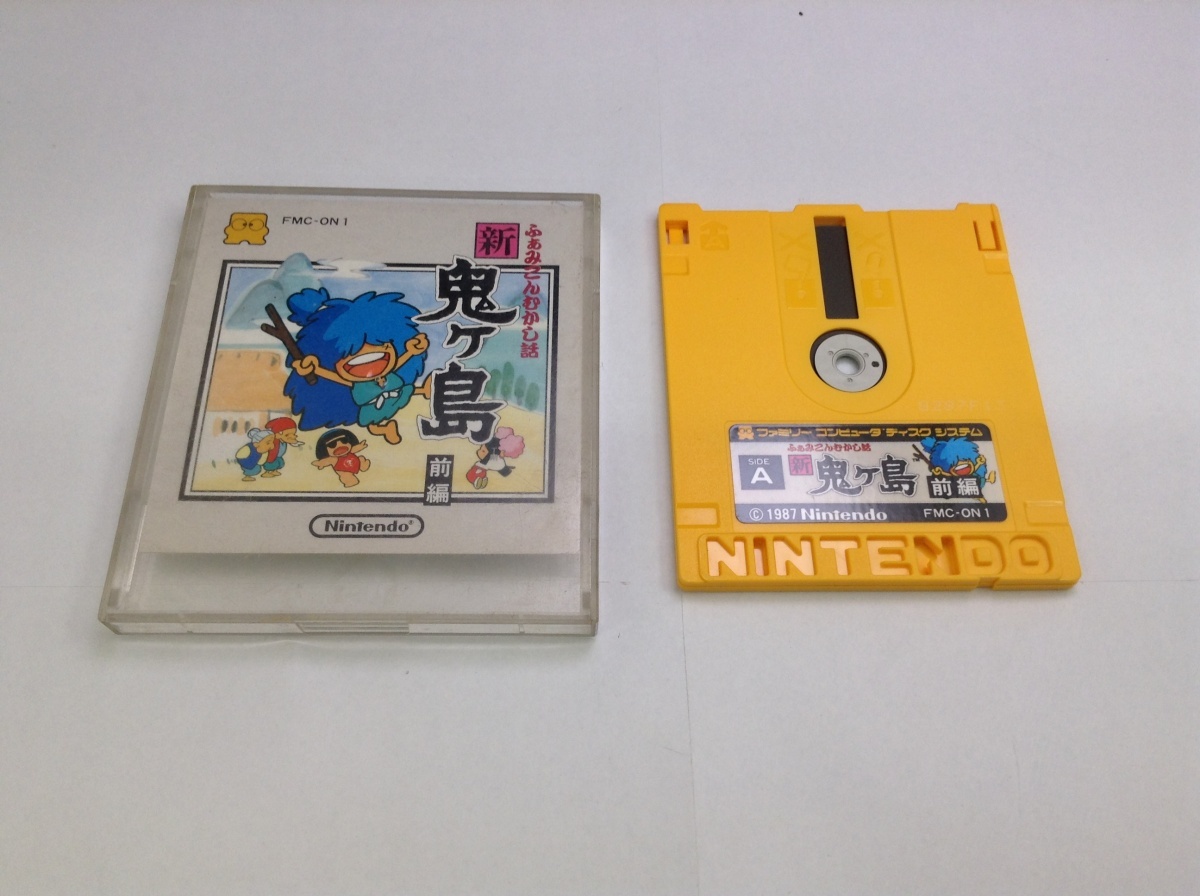 FMC-ON1
ふぁみこんむかし話
新
鬼ヶ島
前編
Nintendo®
ファミリー コンピュータ ディスク システム
SIDE
A
ふぁみこんむかし話
新
鬼ヶ島
前編
© 1987 Nintendo
FMC-ON1
NINTENDO